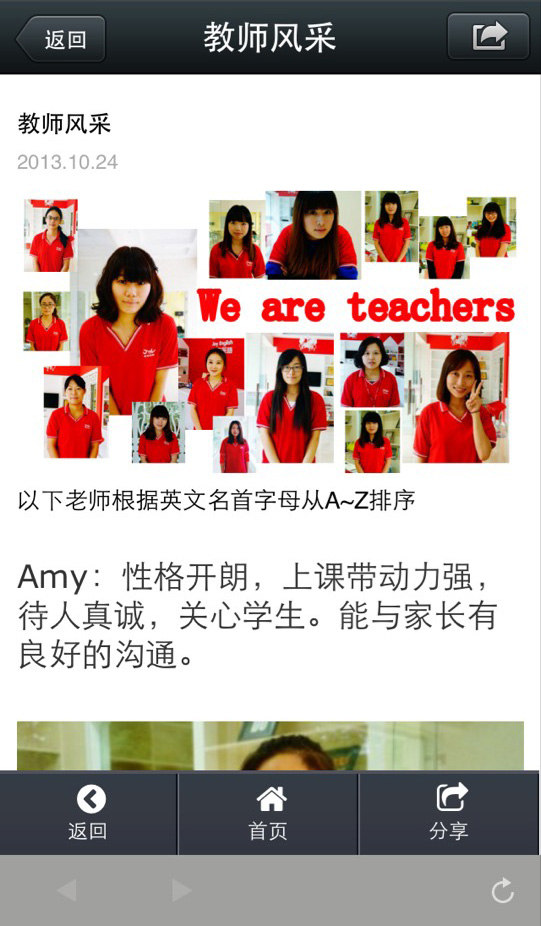 返回
教师风采
教师风采
2013.10.24
We are teachers
以下老师根据英文名首字母从A~Z排序
Amy：性格开朗，上课带动力强，
待人真诚，关心学生。能与家长有
良好的沟通。
返回
首页
分享